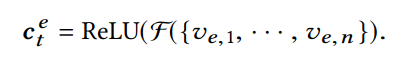 c_t^e = ReLU(ℱ({v_{e,1}, ⋯ , v_{e,n}}).